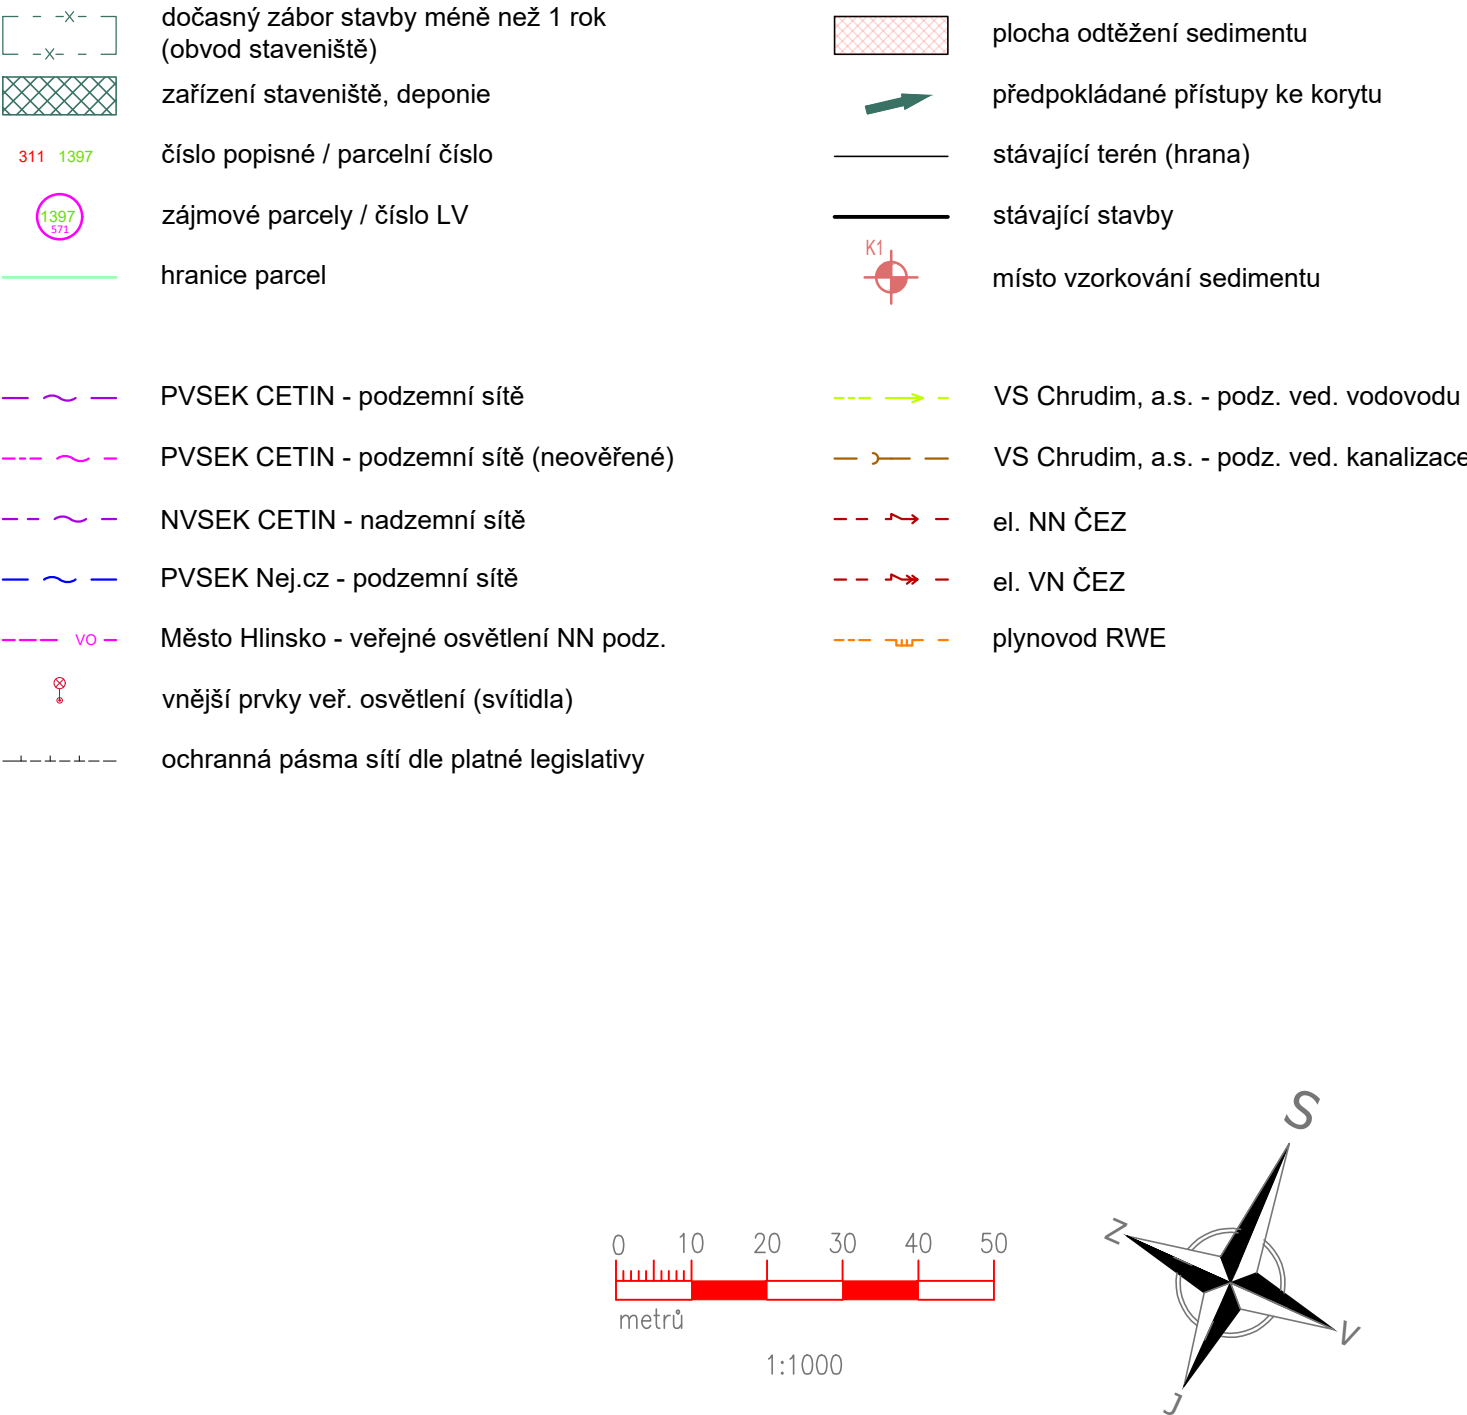 dočasný zábor stavby méně než 1 rok
(obvod staveniště)
zařízení staveniště, deponie
311 1397
číslo popisné / parcelní číslo
1397
571
zájmové parcely / číslo LV
hranice parcel
plocha odtěžení sedimentu
předpokládané přístupy ke korytu
stávající terén (hrana)
stávající stavby
K1
místo vzorkování sedimentu
PVSEK CETIN - podzemní sítě
PVSEK CETIN - podzemní sítě (neověřené)
NVSEK CETIN - nadzemní sítě
PVSEK Nej.cz - podzemní sítě
VO
Město Hlinsko - veřejné osvětlení NN podz.
vnější prvky veř. osvětlení (svítidla)
ochranná pásma sítí dle platné legislativy
VS Chrudim, a.s. - podz. ved. vodovodu
VS Chrudim, a.s. - podz. ved. kanalizace
el. NN ČEZ
el. VN ČEZ
plynovod RWE
0 10 20 30 40 50
metrů
1:1000
S
Z
V
J